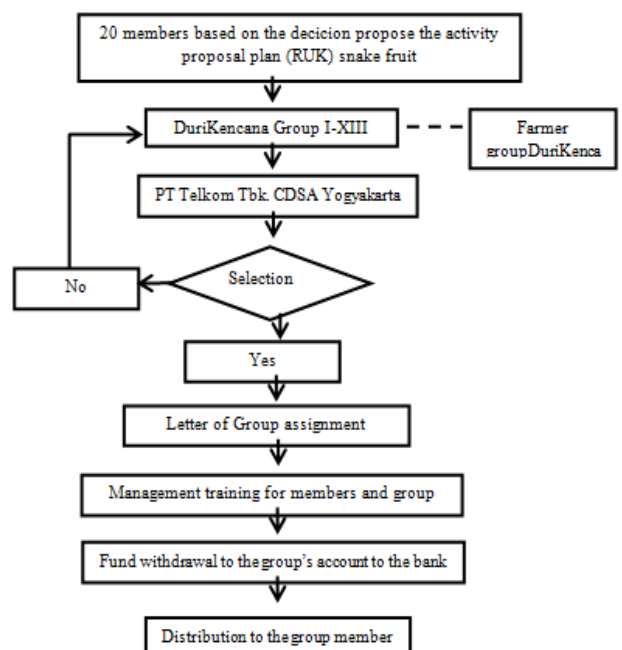 20 members based on the decicion propose the activity
proposal plan (RUK) snake fruit
DuriKencana Group I-XIII
Farmer
groupDuriKenca
PT Telkom Tbk. CDSA Yogyakarta
Selection
No
Yes
Letter of Group assignment
Management training for members and group
Fund withdrawal to the group's account to the bank
Distribution to the group member